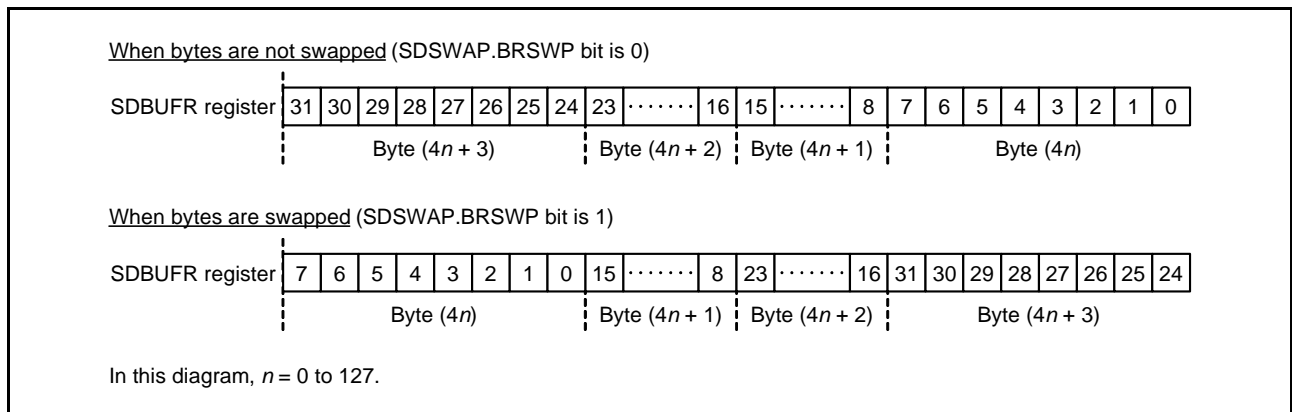 When bytes are not swapped (SDSWAP.BRSWP bit is 0)
SDBUFR register 31 30 29 28 27 26 25 24 23 ······· 16 15 ······· 8 7 6 5 4 3 2 1 0
Byte (4n + 3) Byte (4n + 2) Byte (4n + 1) Byte (4n)
When bytes are swapped (SDSWAP.BRSWP bit is 1)
SDBUFR register 7 6 5 4 3 2 1 0 15 ······· 8 23 ······· 16 31 30 29 28 27 26 25 24
Byte (4n) Byte (4n + 1) Byte (4n + 2) Byte (4n + 3)
In this diagram, n = 0 to 127.